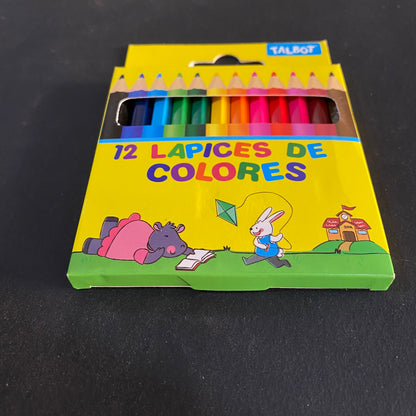 TALBOT
12 LAPICES DE
COLORES